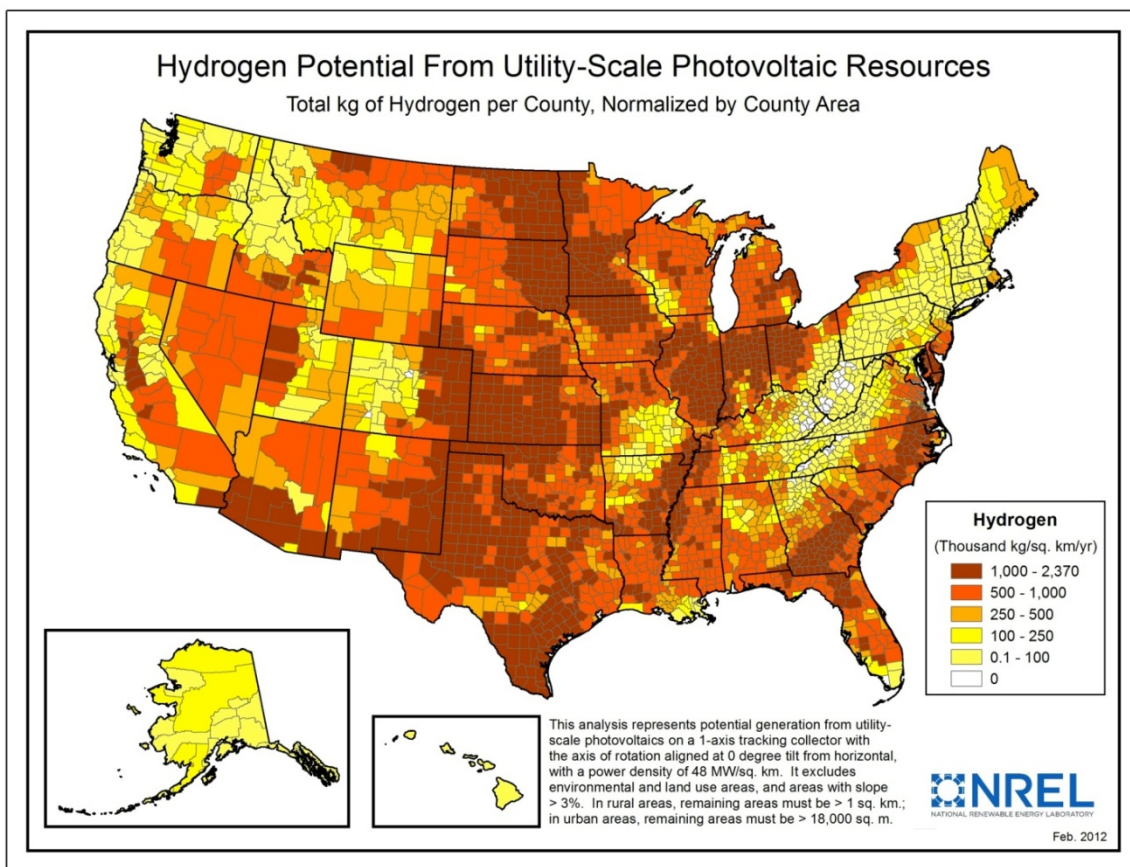 Hydrogen Potential From Utility-Scale Photovoltaic Resources
Total kg of Hydrogen per County, Normalized by County Area
Hydrogen
(Thousand kg/sq. km/yr)
1,000 - 2,370
500 - 1,000
250 - 500
100 - 250
0.1 - 100
0
This analysis represents potential generation from utility-
scale photovoltaics on a 1-axis tracking collector with
the axis of rotation aligned at 0 degree tilt from horizontal,
with a power density of 48 MW/sq. km. It excludes
environmental and land use areas, and areas with slope
> 3%. In rural areas, remaining areas must be > 1 sq. km.;
in urban areas, remaining areas must be > 18,000 sq. m.
NREL
NATIONAL RENEWABLE ENERGY LABORATORY
Feb. 2012